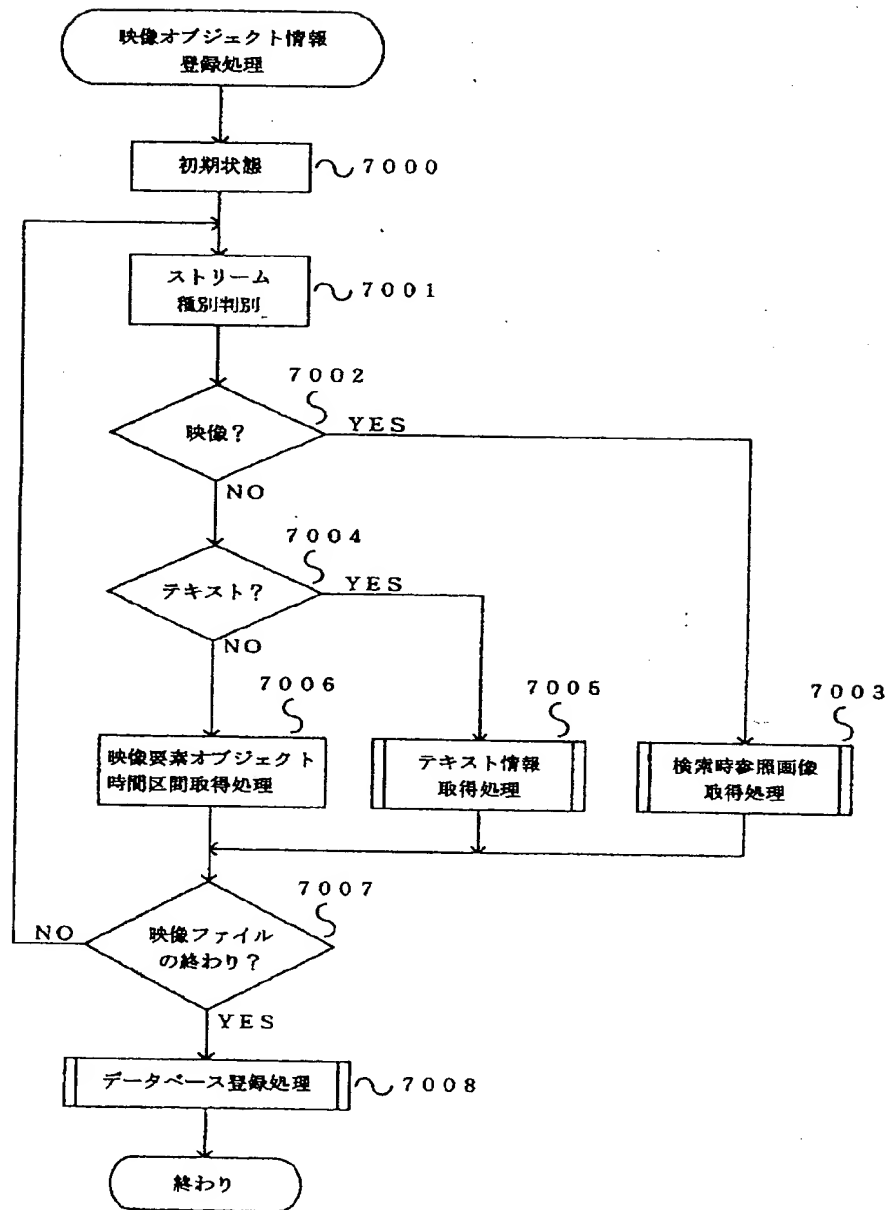 映像オブジェクト情報
登録処理
初期状態
7000
ストリーム
種別判別
7001
7002
映像?
YES
NO
7004
テキスト?
YES
NO
7006
7005
7003
映像要素オブジェクト
時間区間取得処理
テキスト情報
取得処理
検索時参照画像
取得処理
7007
映像ファイル
の終わり?
NO
YES
データベース登録処理
7008
終わり